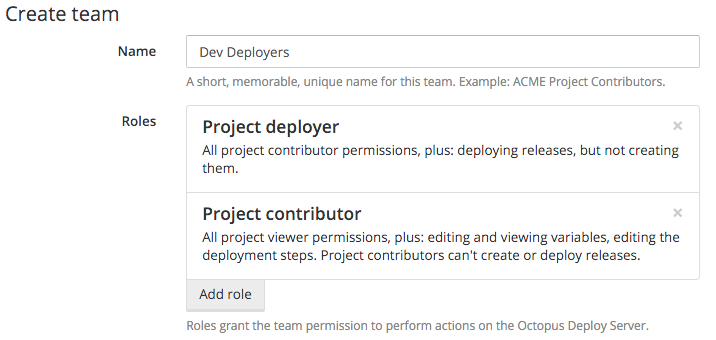 Create team
Name
Dev Deployers
A short, memorable, unique name for this team. Example: ACME Project Contributors.
Roles
Project deployer
×
All project contributor permissions, plus: deploying releases, but not creating
them.
Project contributor
×
All project viewer permissions, plus: editing and viewing variables, editing the
deployment steps. Project contributors can't create or deploy releases.
Add role
Roles grant the team permission to perform actions on the Octopus Deploy Server.